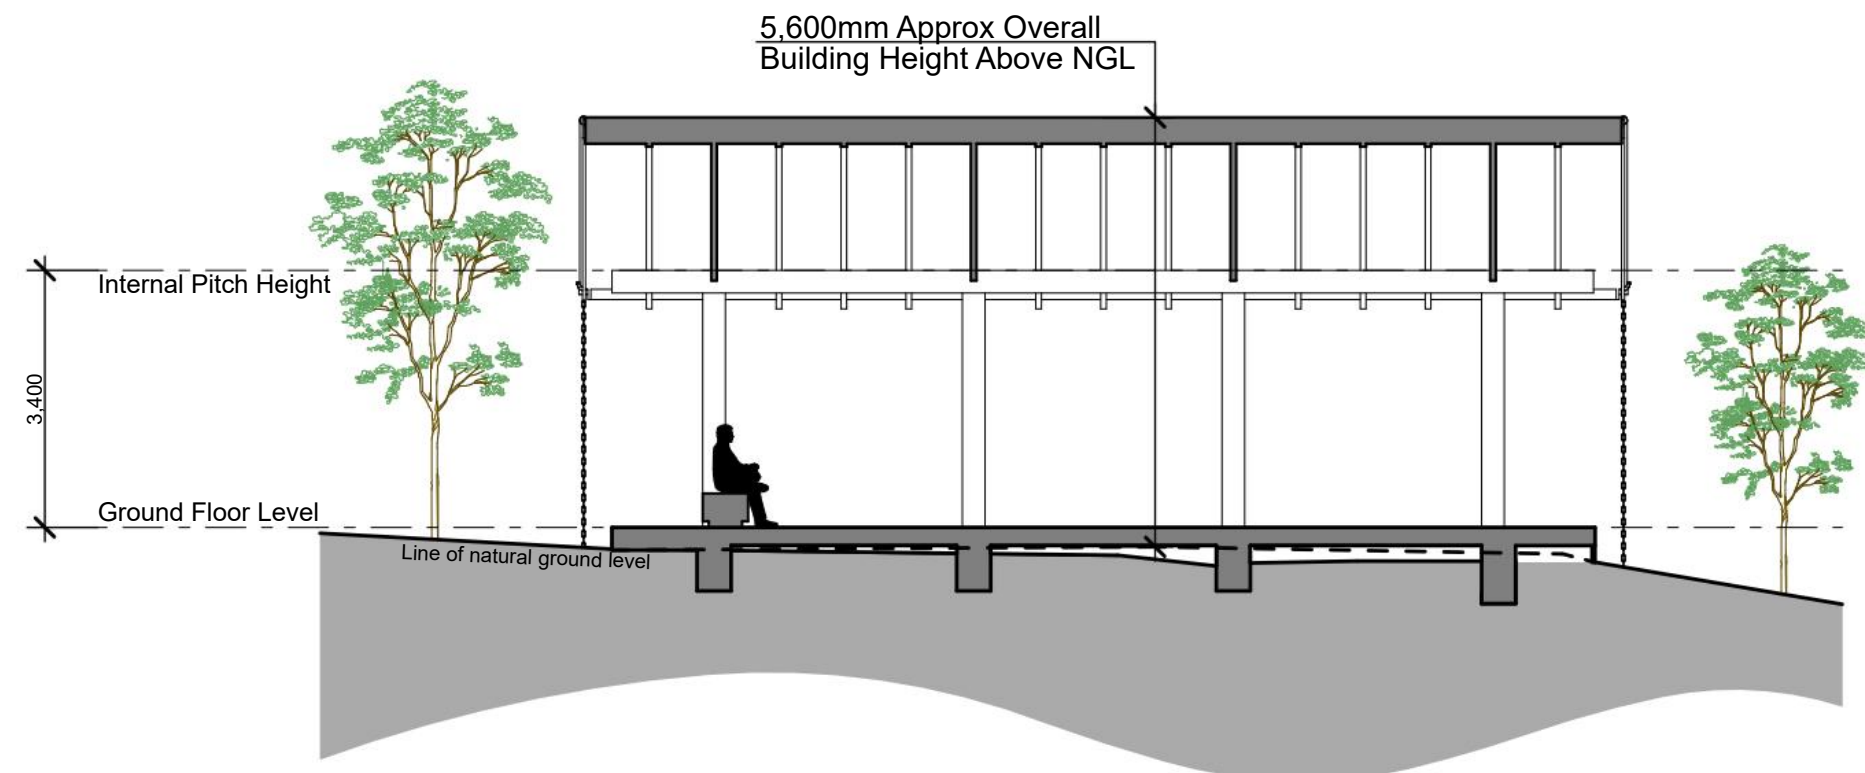 5,600mm Approx Overall
Building Height Above NGL
Internal Pitch Height
3,400
Ground Floor Level
Line of natural ground level